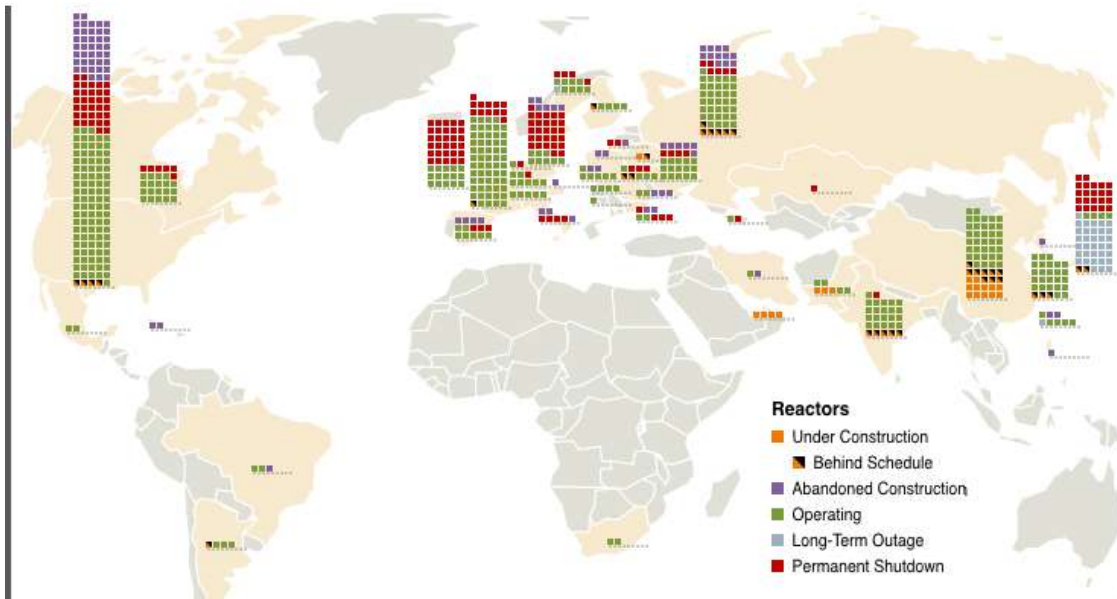 Reactors
Under Construction
Behind Schedule
Abandoned Construction
Operating
Long-Term Outage
Permanent Shutdown